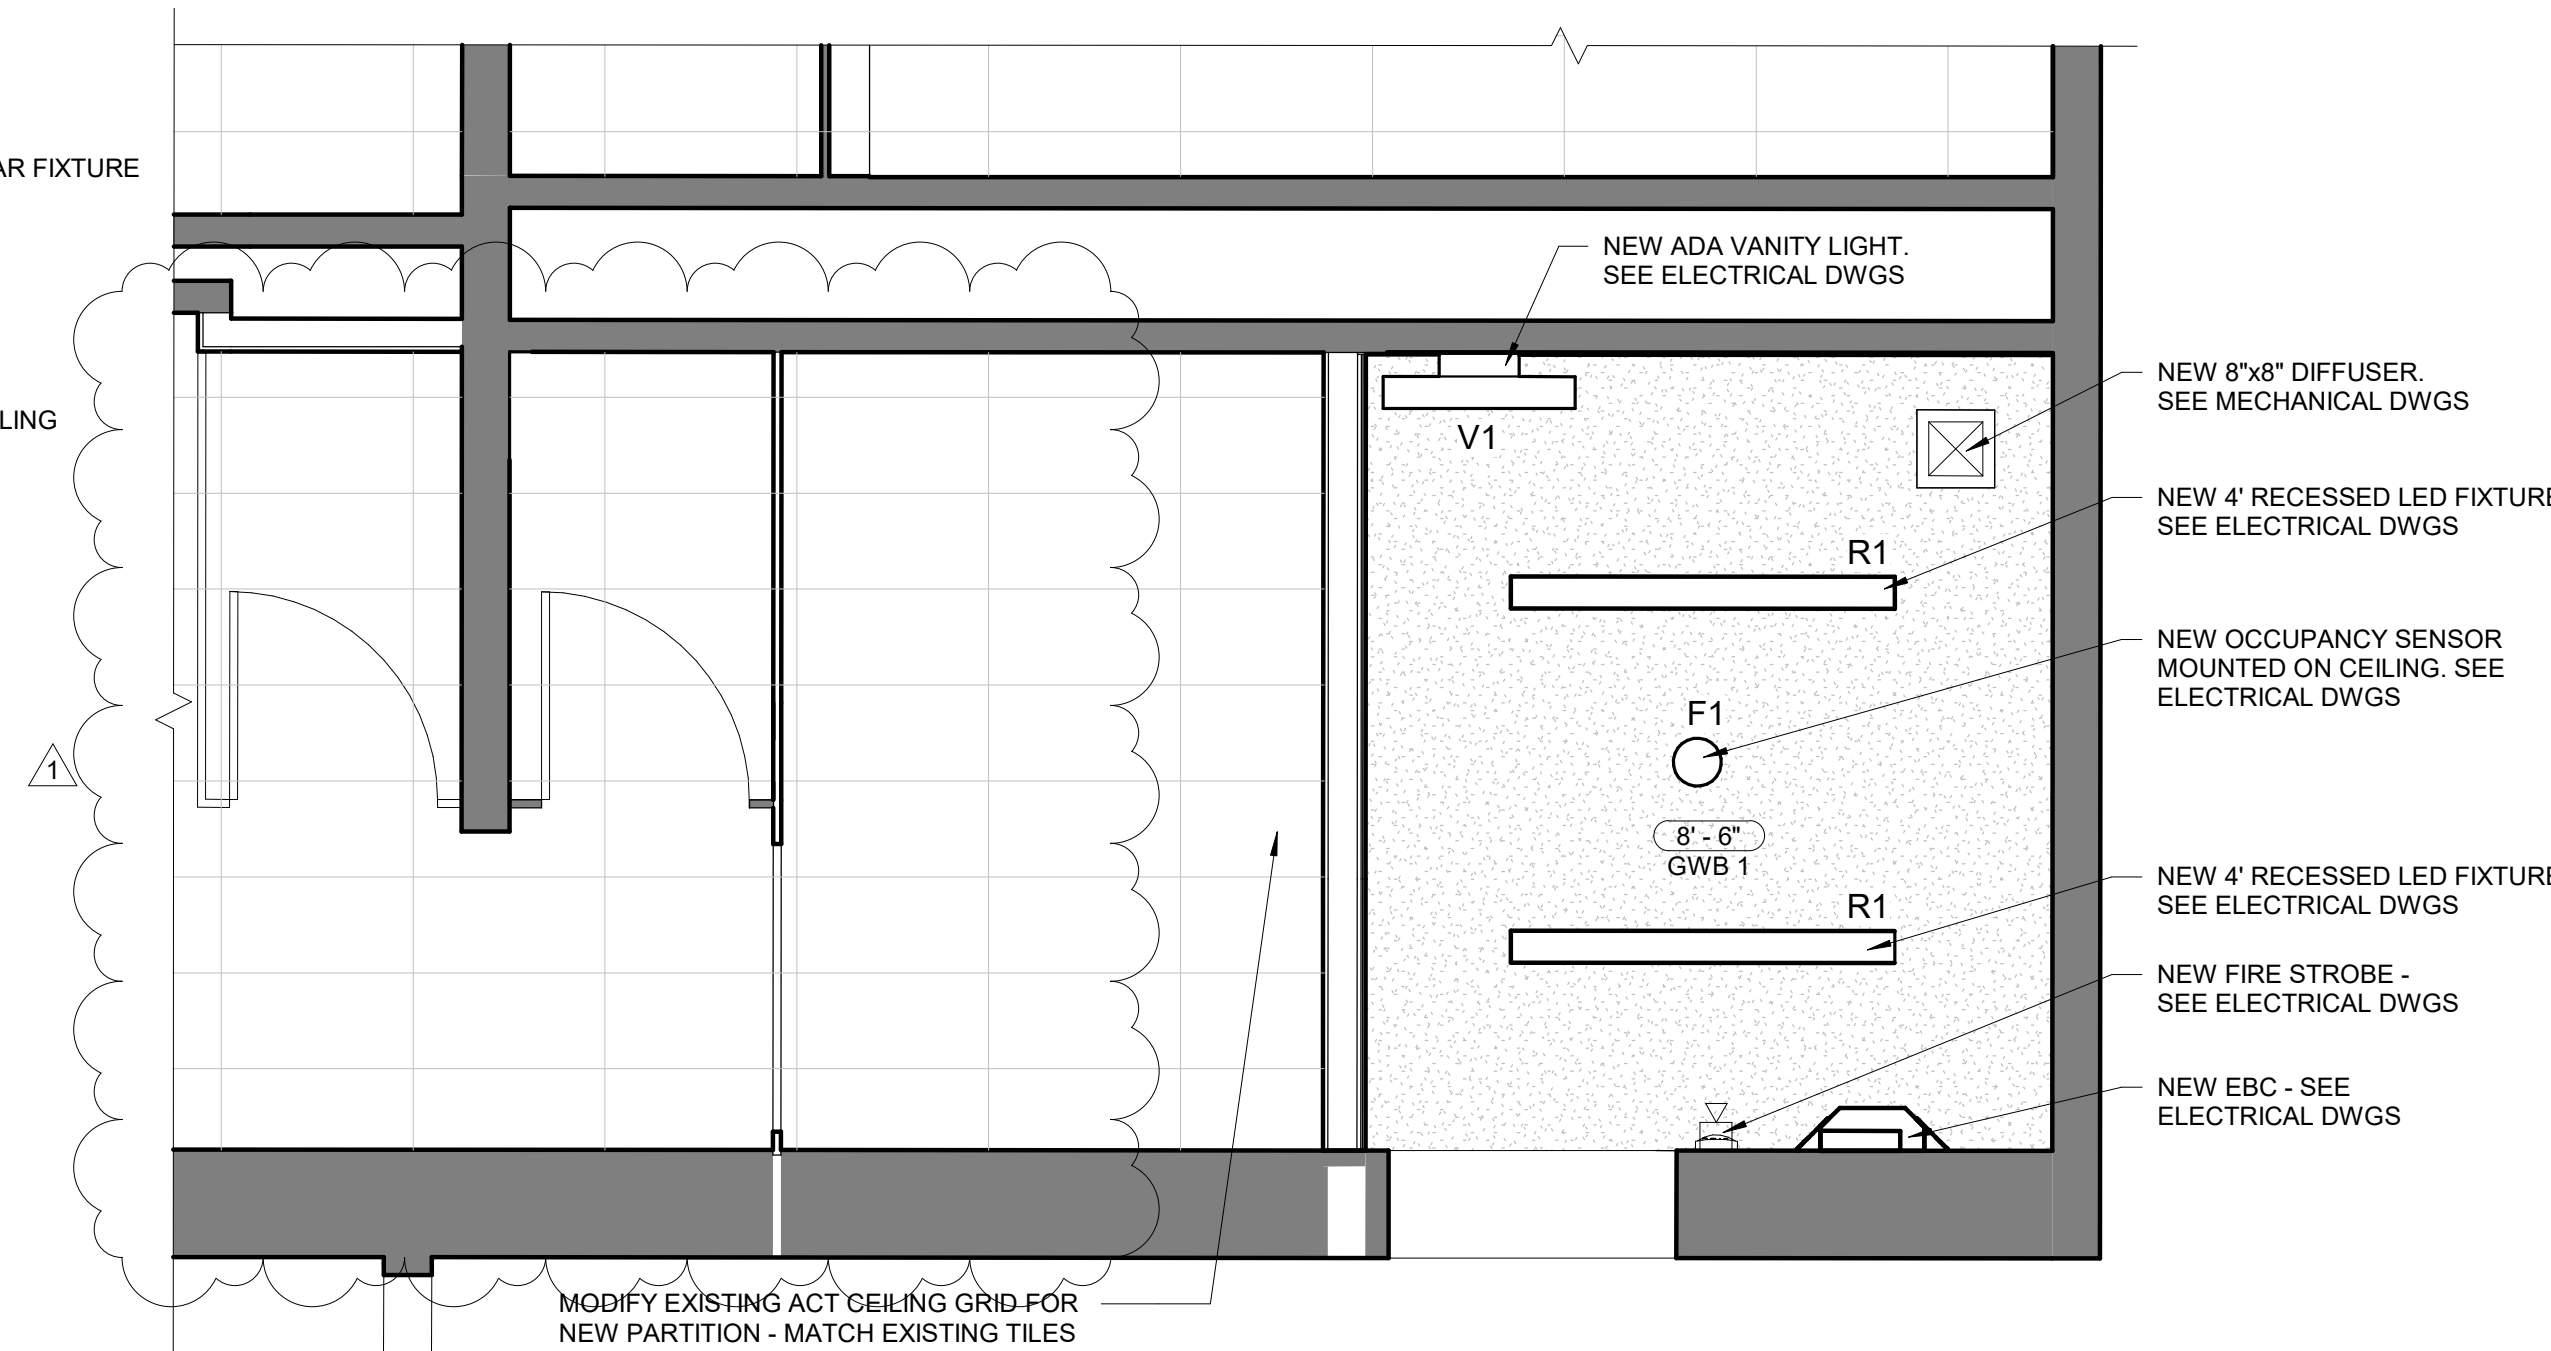 AR FIXTURE
NEW ADA VANITY LIGHT.
SEE ELECTRICAL DWGS
NEW 8"x8" DIFFUSER.
SEE MECHANICAL DWGS
LING
V1
NEW 4' RECESSED LED FIXTURE
SEE ELECTRICAL DWGS
R1
NEW OCCUPANCY SENSOR
MOUNTED ON CEILING. SEE
ELECTRICAL DWGS
F1
1
8' - 6"
GWB 1
NEW 4' RECESSED LED FIXTURE
SEE ELECTRICAL DWGS
R1
NEW FIRE STROBE -
SEE ELECTRICAL DWGS
NEW EBC - SEE
ELECTRICAL DWGS
MODIFY EXISTING ACT CEILING GRID FOR
NEW PARTITION - MATCH EXISTING TILES